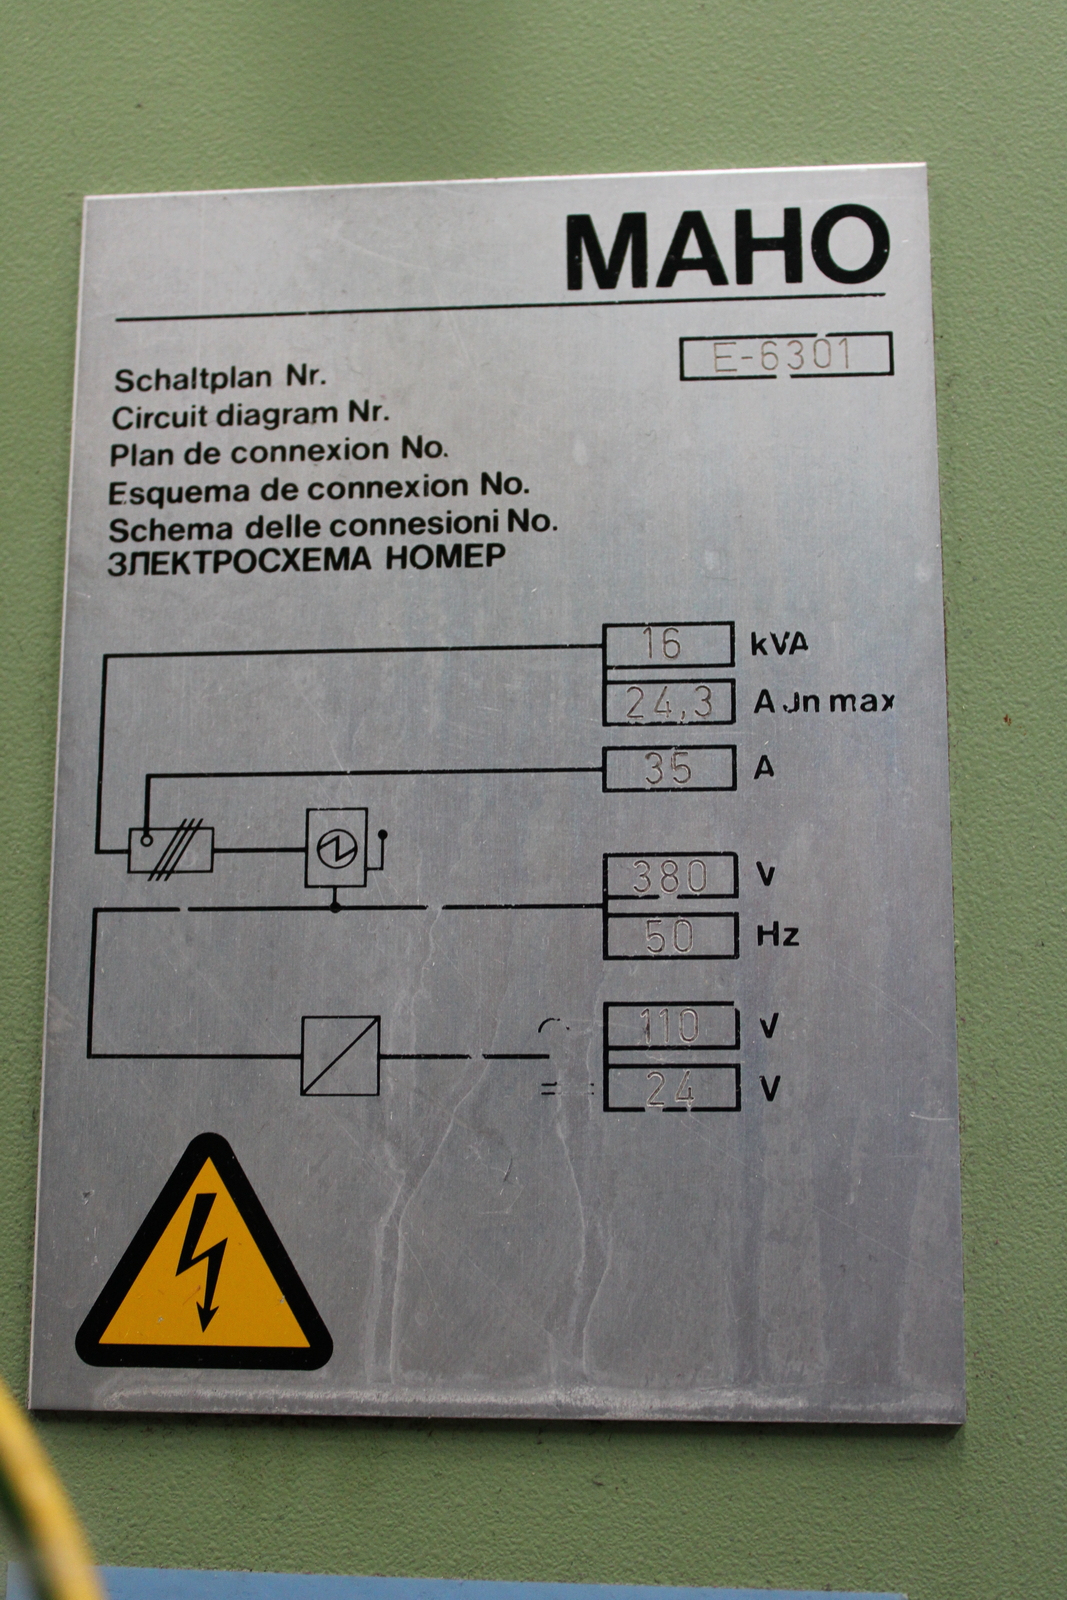 MAHO
E-6301
Schaltplan Nr.
Circuit diagram Nr.
Plan de connexion No.
Esquema de connexion No.
Schema delle connesioni No.
ЗЛЕКТРОСХЕМА НОМЕР
16 kVA
24,3 A Jn max
35 A
380 V
50 Hz
110 V
24 V